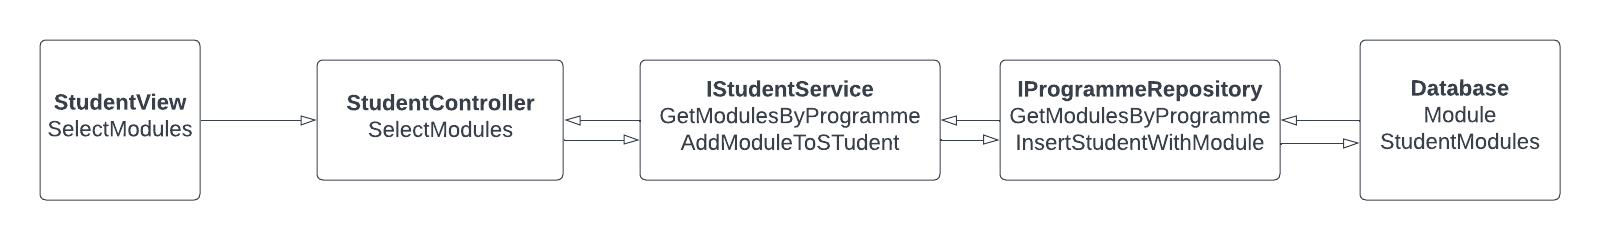 StudentView
SelectModules
StudentController
SelectModules
IStudentService
GetModulesByProgramme
AddModuleToSTudent
IProgrammeRepository
GetModulesByProgramme
InsertStudentWithModule
Database
Module
StudentModules